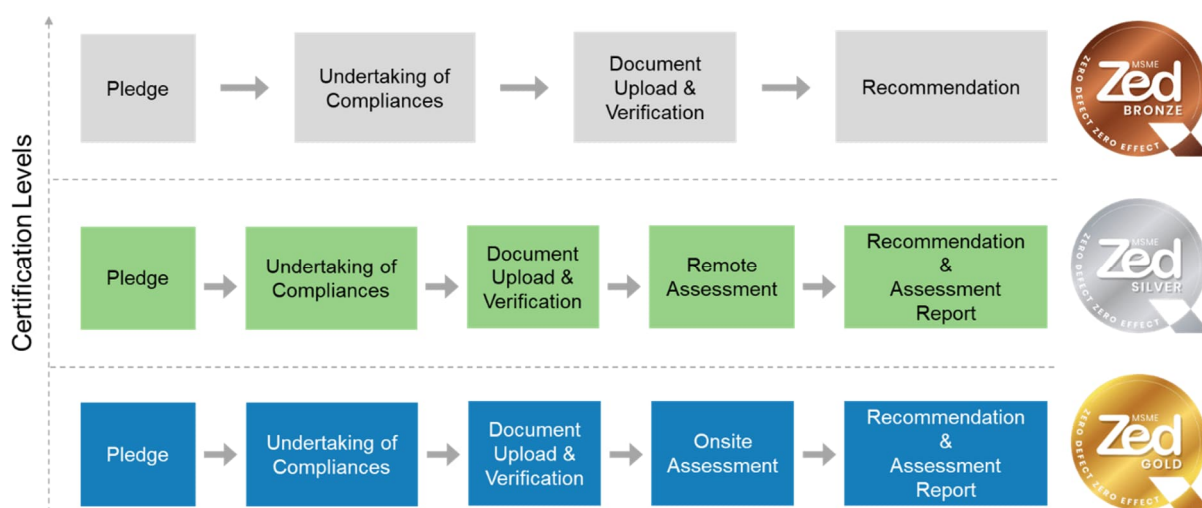 Certification Levels
Pledge
Undertaking of
Compliances
Document
Upload &
Verification
Recommendation
MSME
Zed
BRONZE
ZERO DEFECT ZERO EFFECT
Pledge
Undertaking of
Compliances
Document
Upload &
Verification
Remote
Assessment
Recommendation
&
Assessment
Report
MSME
Zed
SILVER
ZERO DEFECT ZERO EFFECT
Pledge
Undertaking of
Compliances
Document
Upload &
Verification
Onsite
Assessment
Recommendation
&
Assessment
Report
MSME
Zed
GOLD
ZERO DEFECT ZERO EFFECT